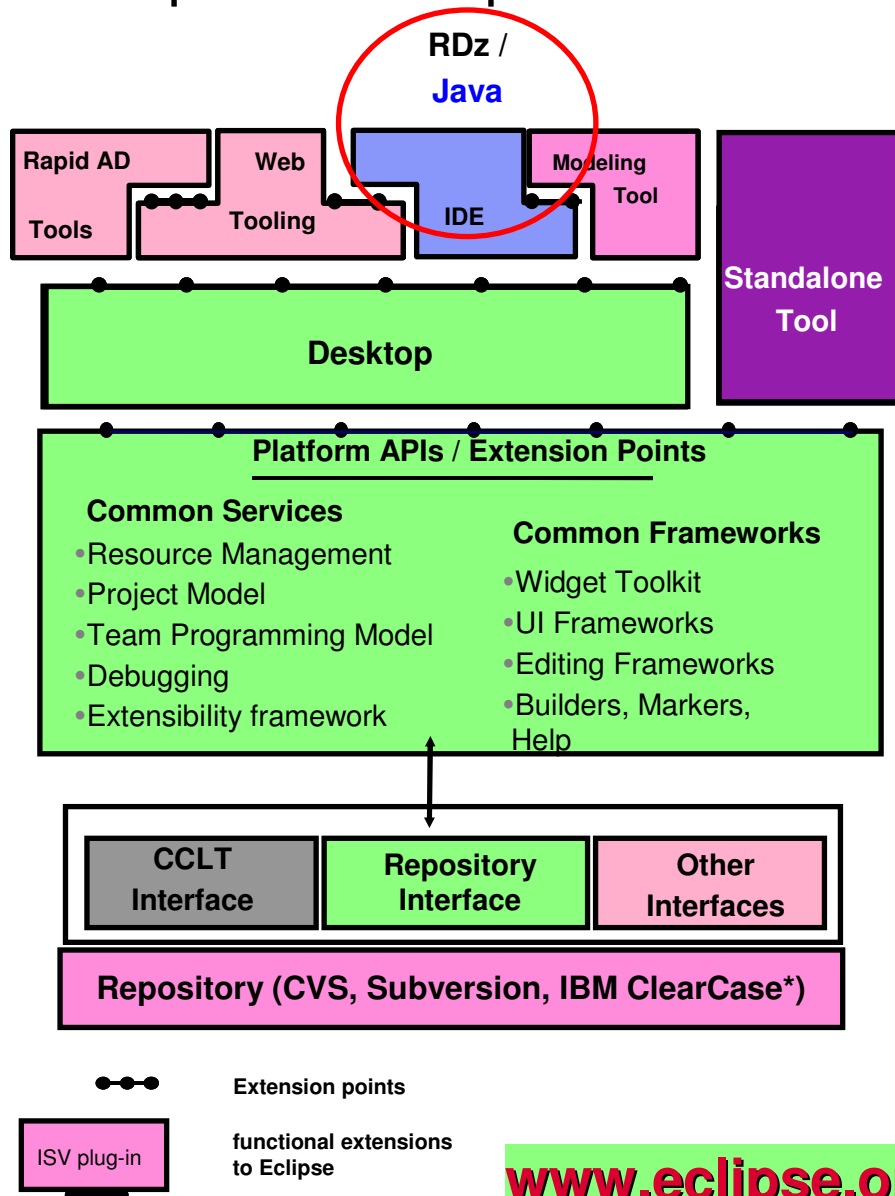 RDz /
Java
Rapid AD
Tools
Web
Tooling
IDE
Modeling
Tool
Standalone
Tool
Desktop
Platform APIs / Extension Points
Common Services
•Resource Management
•Project Model
•Team Programming Model
•Debugging
•Extensibility framework
Common Frameworks
•Widget Toolkit
•UI Frameworks
•Editing Frameworks
•Builders, Markers,
Help
CCLT
Interface
Repository
Interface
Other
Interfaces
Repository (CVS, Subversion, IBM ClearCase*)
Extension points
ISV plug-in
functional extensions
to Eclipse
www.eclipse.o